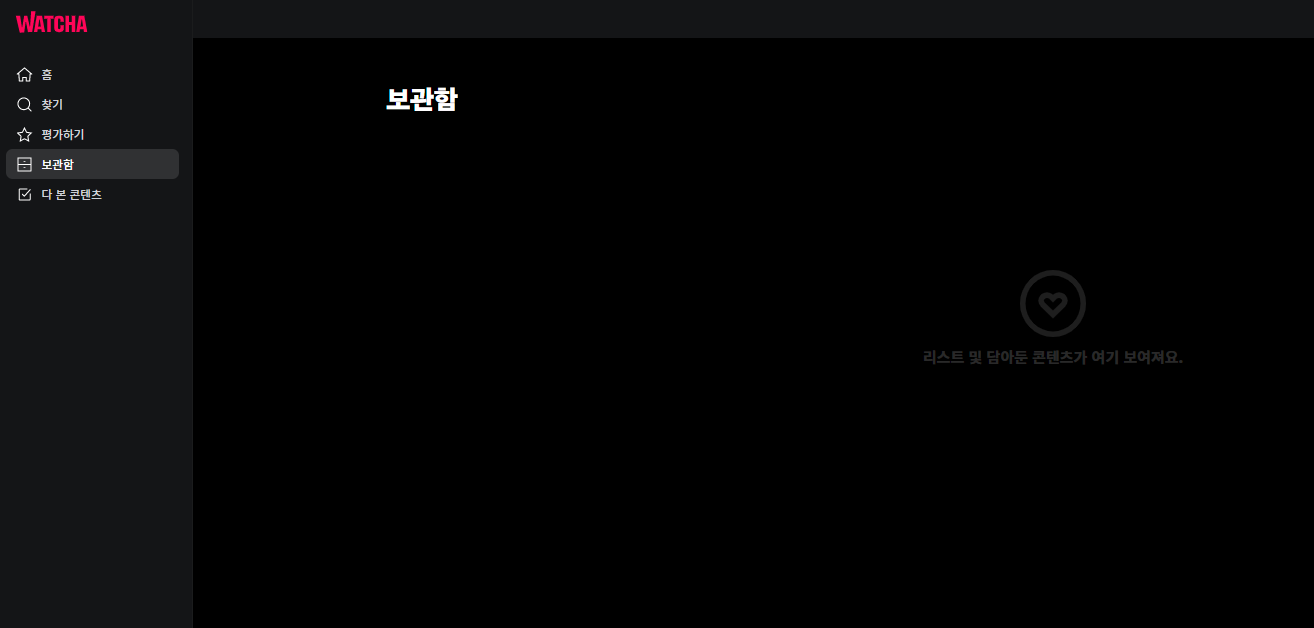 WATCHA
홈
찾기
평가하기
보관함
다 본 콘텐츠
보관함
리스트 및 담아둔 콘텐츠가 여기 보여져요.